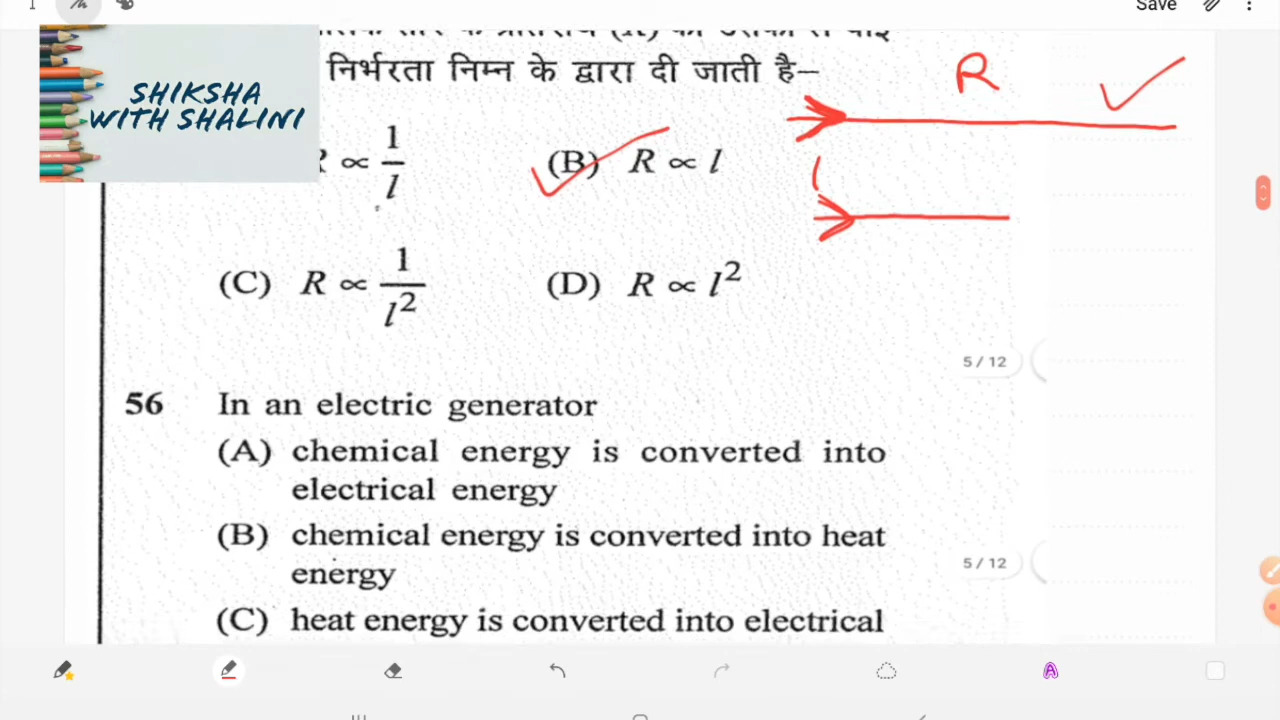 Save
SHIKSHA
WITH SHALINI
निर्भरता निम्न के द्वारा दी जाती है–
R
∝ 1/l
(B) R ∝ l
(C) R ∝ 1/l²
(D) R ∝ l²
5 / 12
56 In an electric generator
(A) chemical energy is converted into
electrical energy
(B) chemical energy is converted into heat
energy
5 / 12
(C) heat energy is converted into electrical